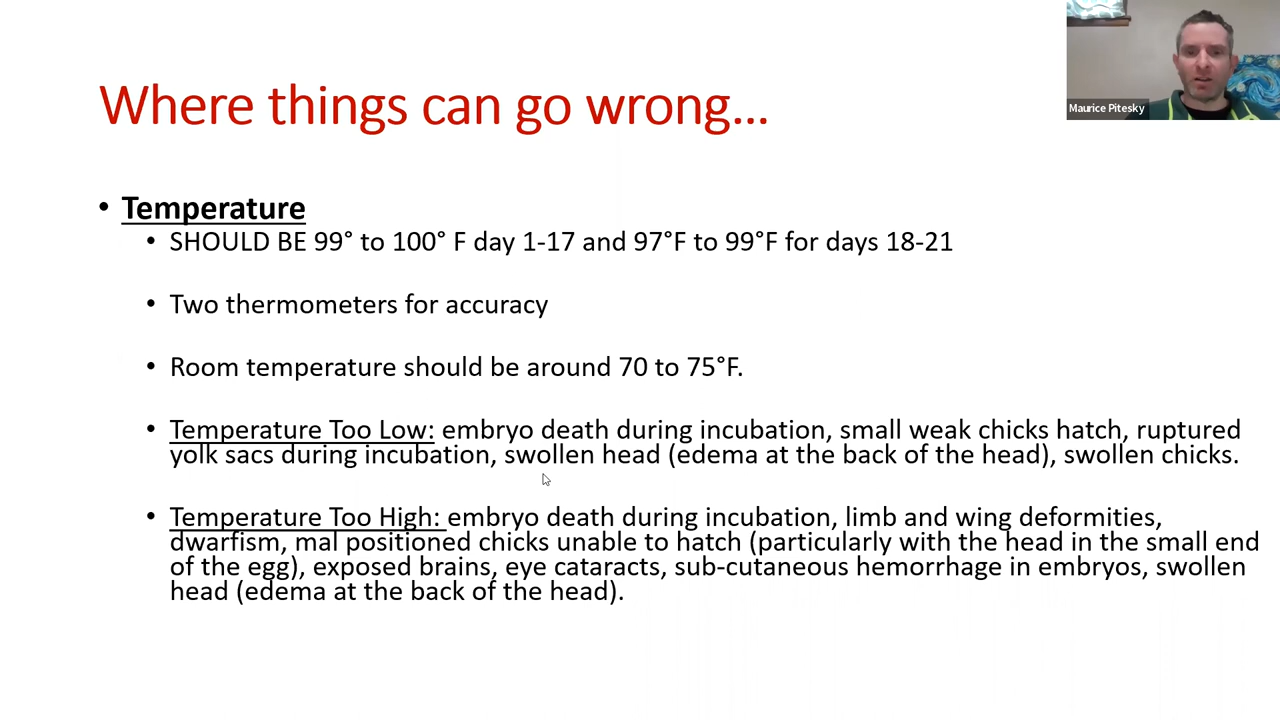 Maurice Pitesky
Where things can go wrong...
• Temperature
• SHOULD BE 99° to 100° F day 1-17 and 97°F to 99°F for days 18-21
• Two thermometers for accuracy
• Room temperature should be around 70 to 75°F.
• Temperature Too Low: embryo death during incubation, small weak chicks hatch, ruptured
yolk sacs during incubation, swollen head (edema at the back of the head), swollen chicks.
• Temperature Too High: embryo death during incubation, limb and wing deformities,
dwarfism, mal positioned chicks unable to hatch (particularly with the head in the small end
of the egg), exposed brains, eye cataracts, sub-cutaneous hemorrhage in embryos, swollen
head (edema at the back of the head).